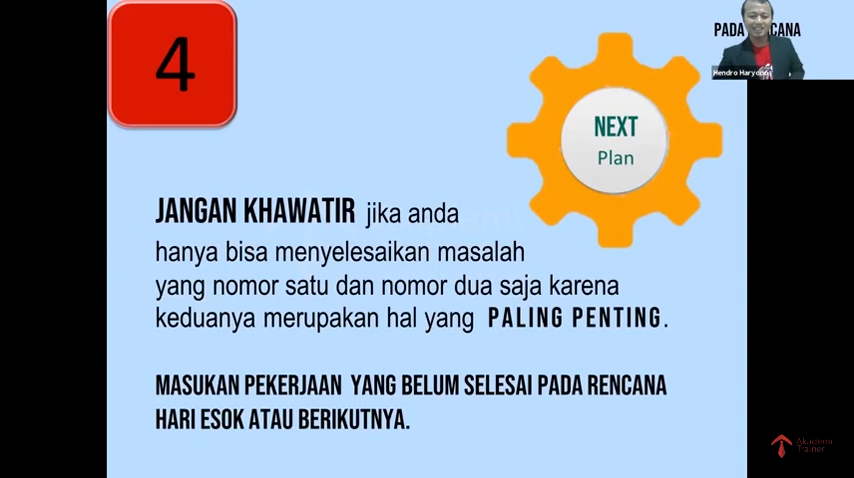 4
PADA
CANA
Hendro Haryono
NEXT
Plan
JANGAN KHAWATIR jika anda
hanya bisa menyelesaikan masalah
yang nomor satu dan nomor dua saja karena
keduanya merupakan hal yang PALING PENTING.
MASUKAN PEKERJAAN YANG BELUM SELESAI PADA RENCANA
HARI ESOK ATAU BERIKUTNYA.
Akademi
Trainer